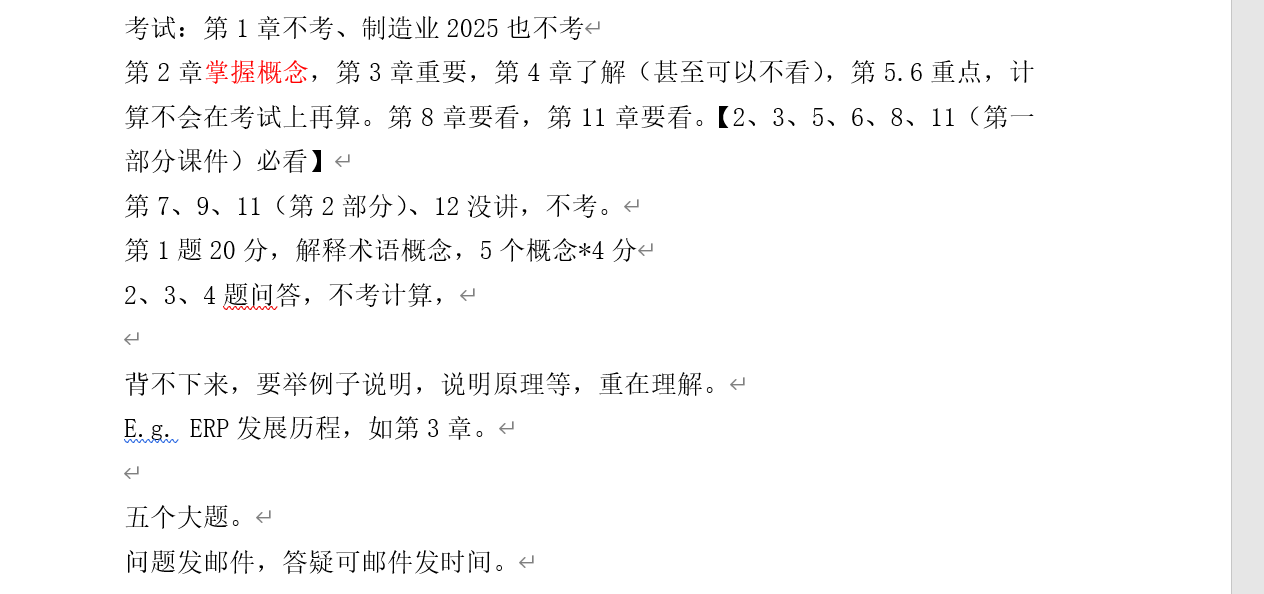 考试：第 1 章不考、制造业 2025 也不考↵
第 2 章掌握概念，第 3 章重要，第 4 章了解（甚至可以不看），第 5.6 重点，计
算不会在考试上再算。第 8 章要看，第 11 章要看。【2、3、5、6、8、11（第一
部分课件）必看】↵
第 7、9、11（第 2 部分）、12 没讲，不考。↵
第 1 题 20 分，解释术语概念，5 个概念*4 分↵
2、3、4 题问答，不考计算，↵
↵
背不下来，要举例子说明，说明原理等，重在理解。↵
E.g. ERP 发展历程，如第 3 章。↵
↵
五个大题。↵
问题发邮件，答疑可邮件发时间。↵